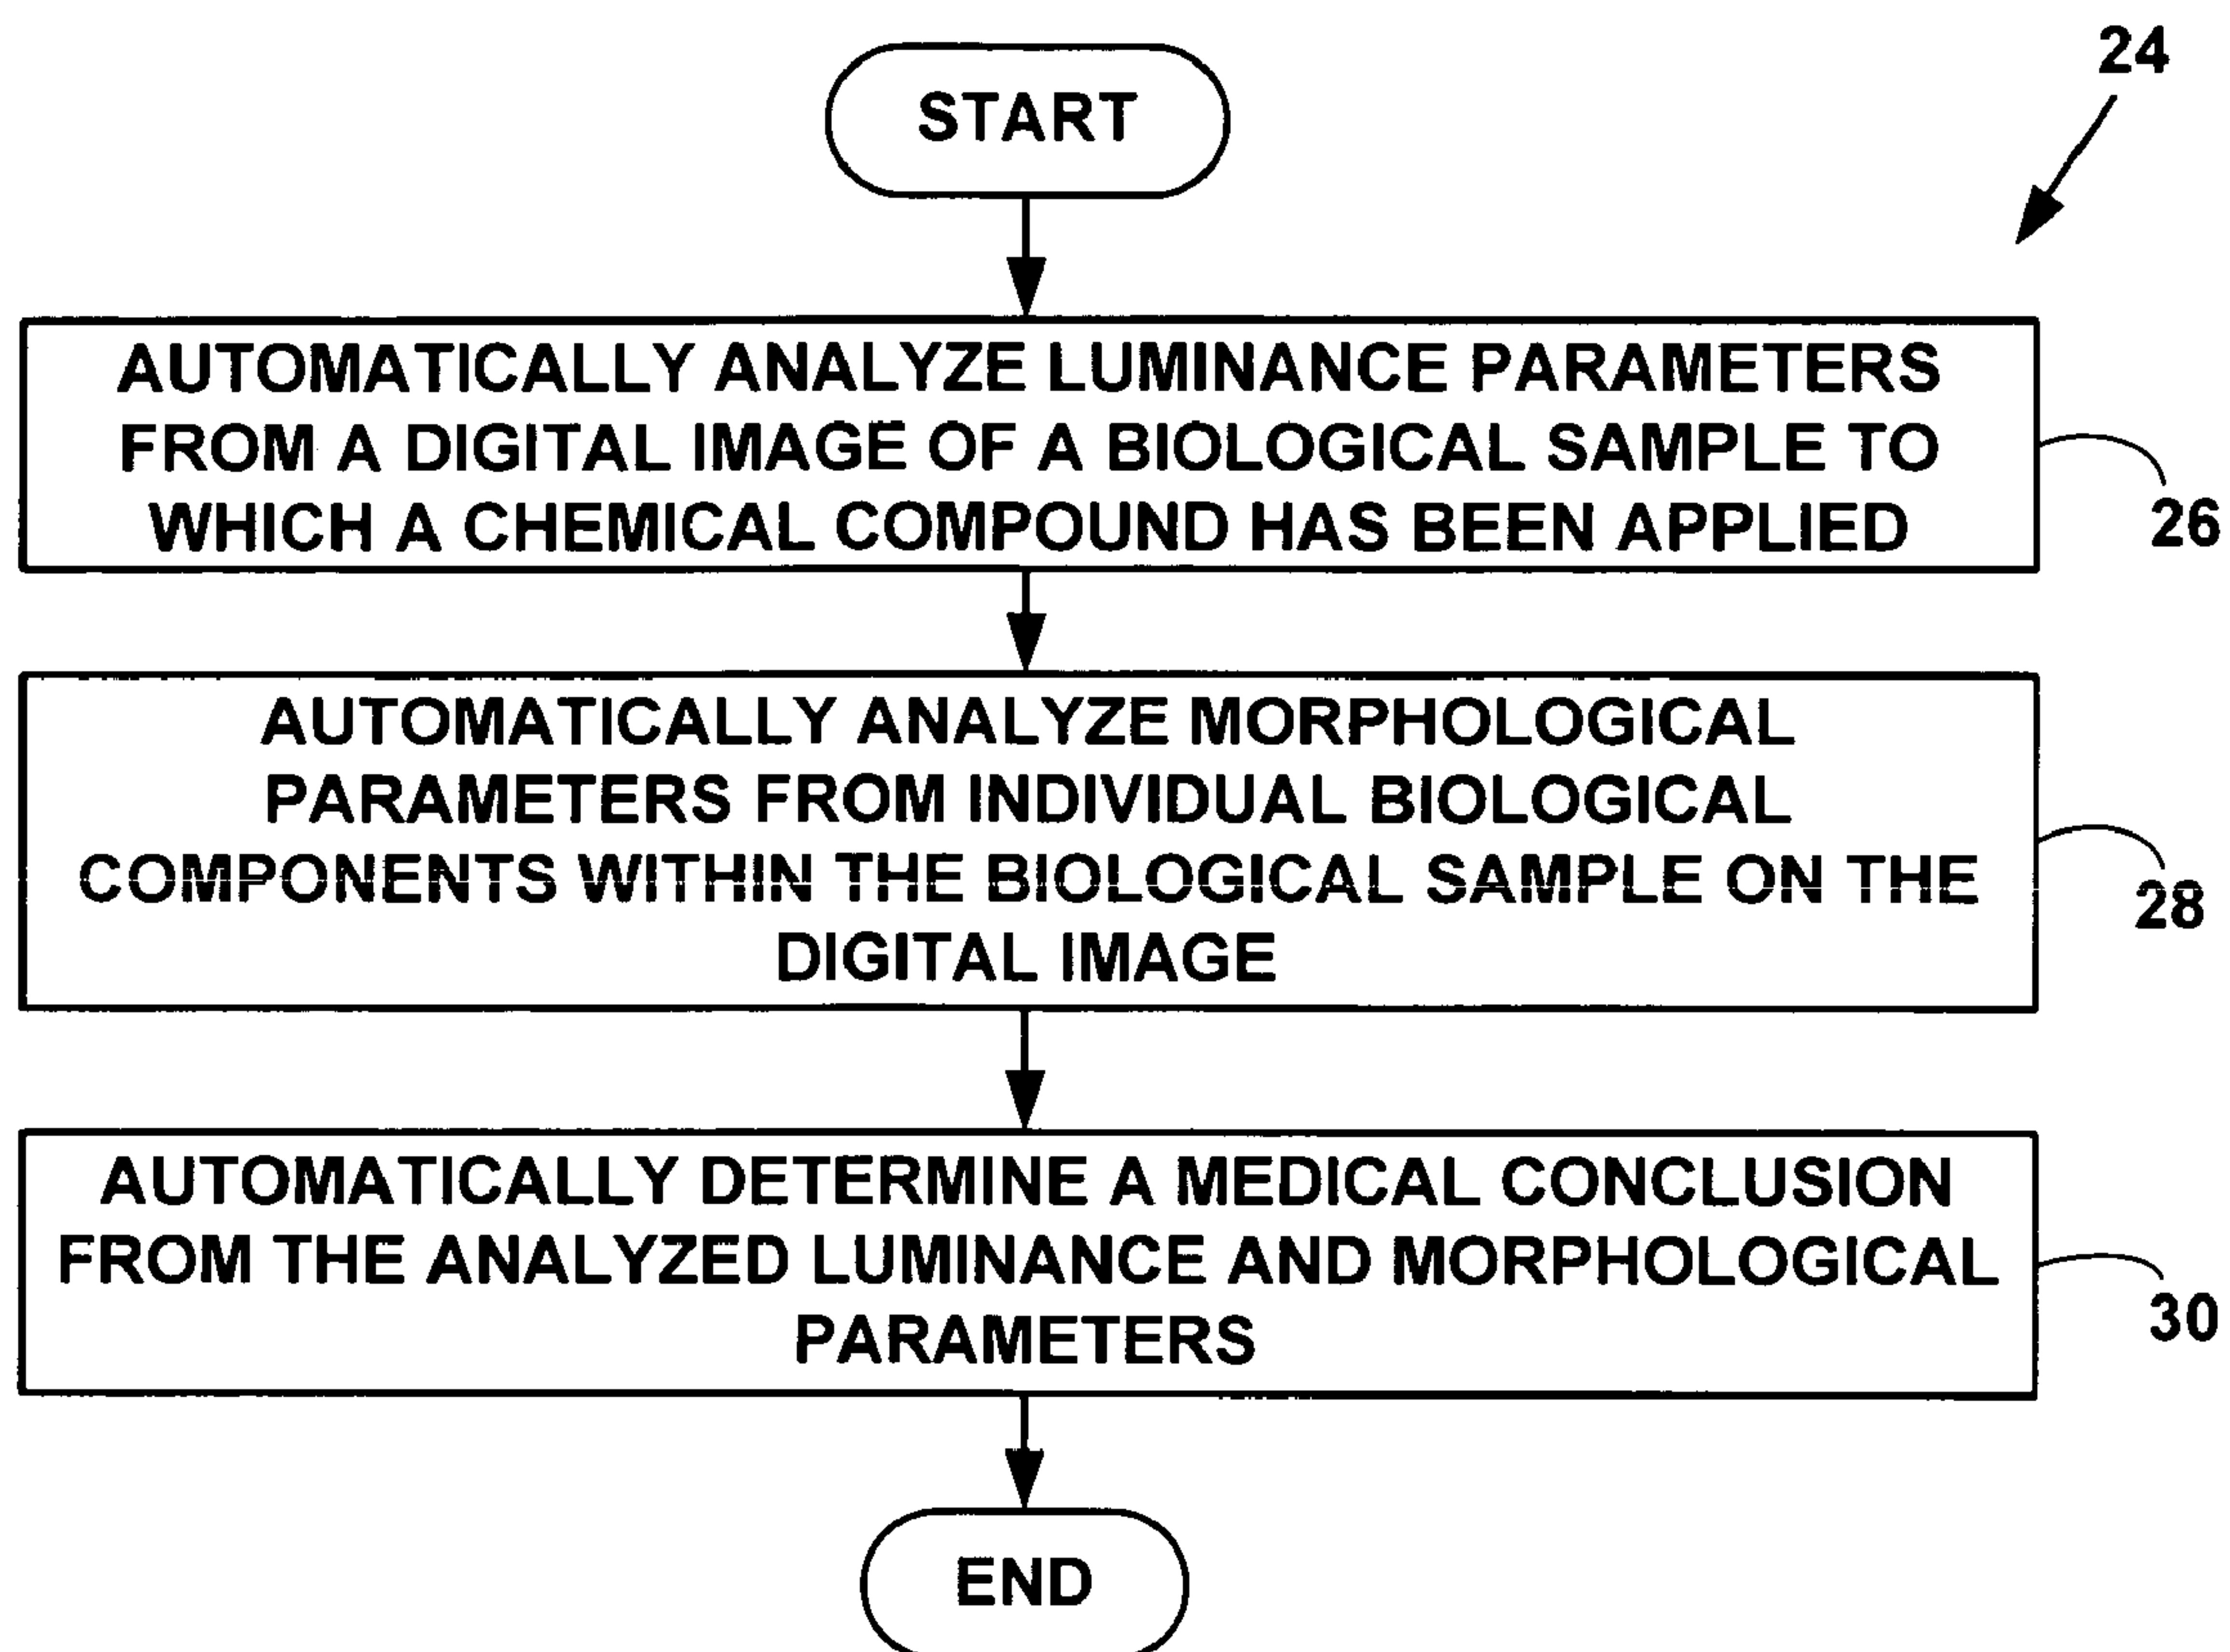 24
START
AUTOMATICALLY ANALYZE LUMINANCE PARAMETERS
FROM A DIGITAL IMAGE OF A BIOLOGICAL SAMPLE TO
WHICH A CHEMICAL COMPOUND HAS BEEN APPLIED
26
AUTOMATICALLY ANALYZE MORPHOLOGICAL
PARAMETERS FROM INDIVIDUAL BIOLOGICAL
COMPONENTS WITHIN THE BIOLOGICAL SAMPLE ON THE
DIGITAL IMAGE
28
AUTOMATICALLY DETERMINE A MEDICAL CONCLUSION
FROM THE ANALYZED LUMINANCE AND MORPHOLOGICAL
PARAMETERS
30
END